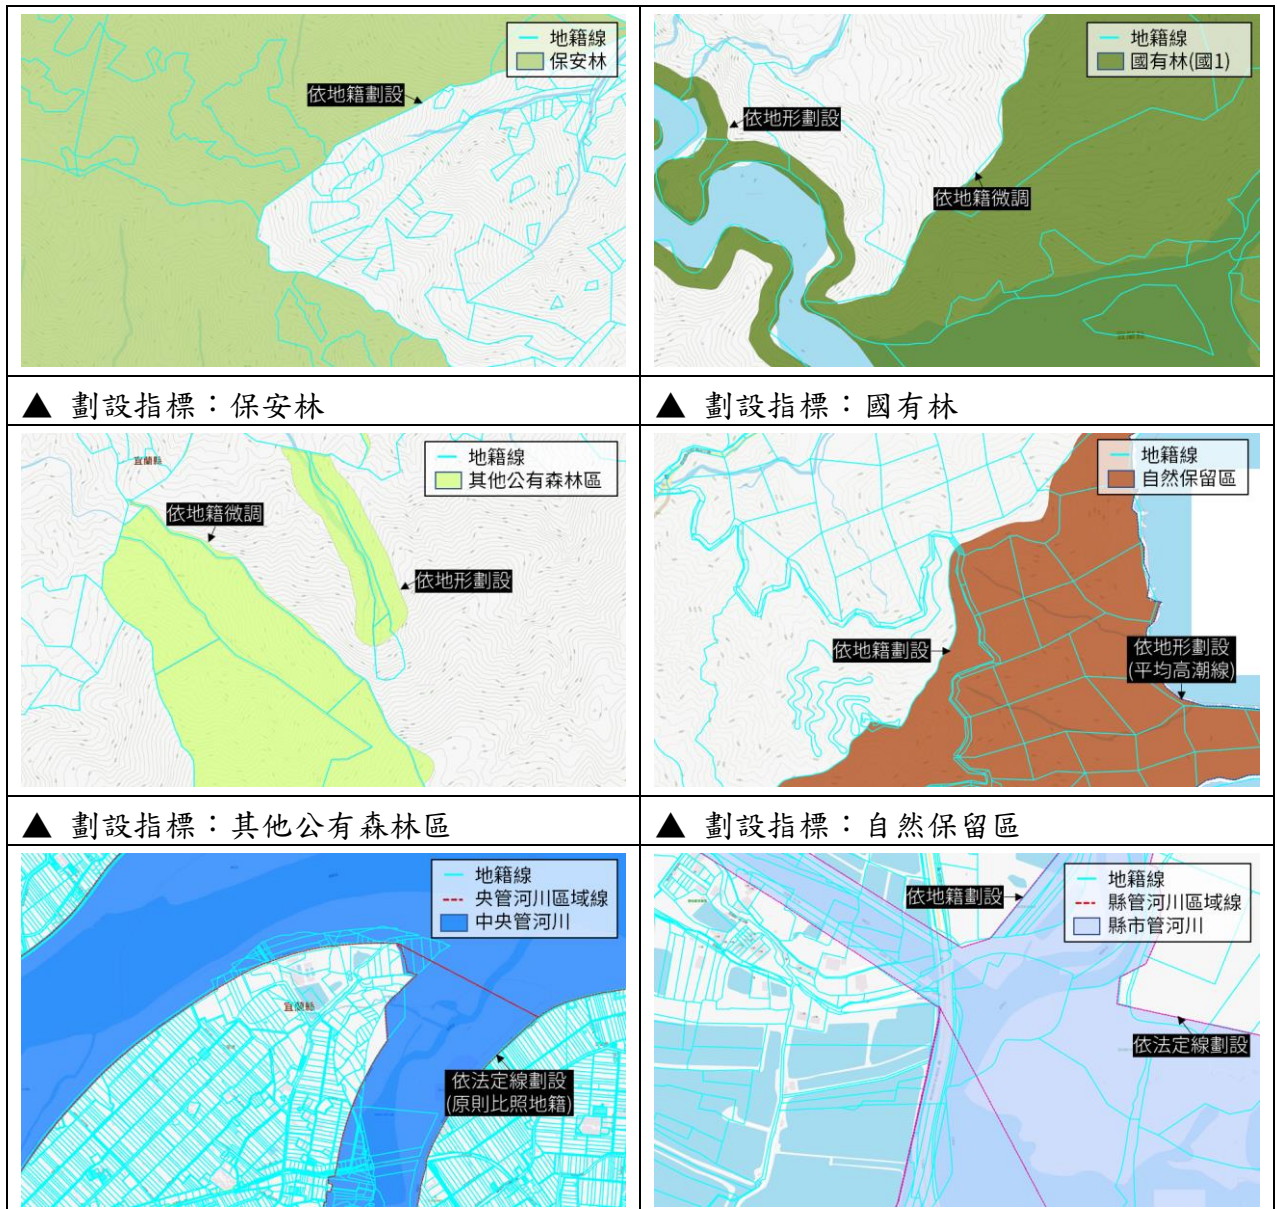 地籍線
保安林
依地籍劃設
地籍線
國有林(國1)
依地形劃設
依地籍微調
宜蘭縣
▲ 劃設指標：保安林
▲ 劃設指標：國有林
宜蘭縣
地籍線
其他公有森林區
依地籍微調
依地形劃設
地籍線
自然保留區
依地籍劃設
依地形劃設
(平均高潮線)
▲ 劃設指標：其他公有森林區
▲ 劃設指標：自然保留區
地籍線
央管河川區域線
中央管河川
宜蘭縣
依法定線劃設
(原則比照地籍)
地籍線
縣管河川區域線
縣市管河川
依地籍劃設
依法定線劃設